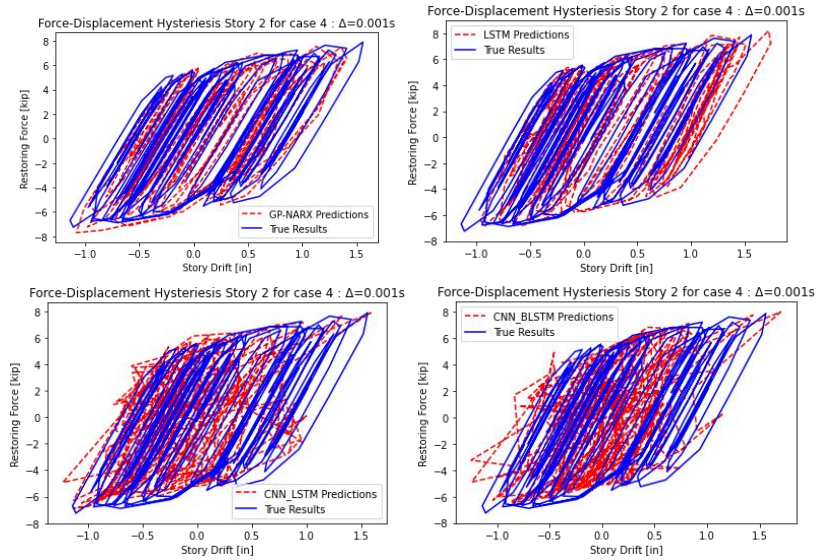 Force-Displacement Hysteriesis Story 2 for case 4 : Δ=0.001s
8
6
4
2
0
−2
−4
−6
−8
Restoring Force [kip]
GP-NARX Predictions
True Results
−1.0 −0.5 0.0 0.5 1.0 1.5
Story Drift [in]
Force-Displacement Hysteriesis Story 2 for case 4 : Δ=0.001s
8
6
4
2
0
−2
−4
−6
−8
Restoring Force [kip]
LSTM Predictions
True Results
−1.0 −0.5 0.0 0.5 1.0 1.5
Story Drift [in]
Force-Displacement Hysteriesis Story 2 for case 4 : Δ=0.001s
8
6
4
2
0
−2
−4
−6
−8
Restoring Force [kip]
CNN_LSTM Predictions
True Results
−1.0 −0.5 0.0 0.5 1.0 1.5
Story Drift [in]
Force-Displacement Hysteriesis Story 2 for case 4 : Δ=0.001s
8
6
4
2
0
−2
−4
−6
−8
Restoring Force [kip]
CNN_BLSTM Predictions
True Results
−1.0 −0.5 0.0 0.5 1.0 1.5
Story Drift [in]